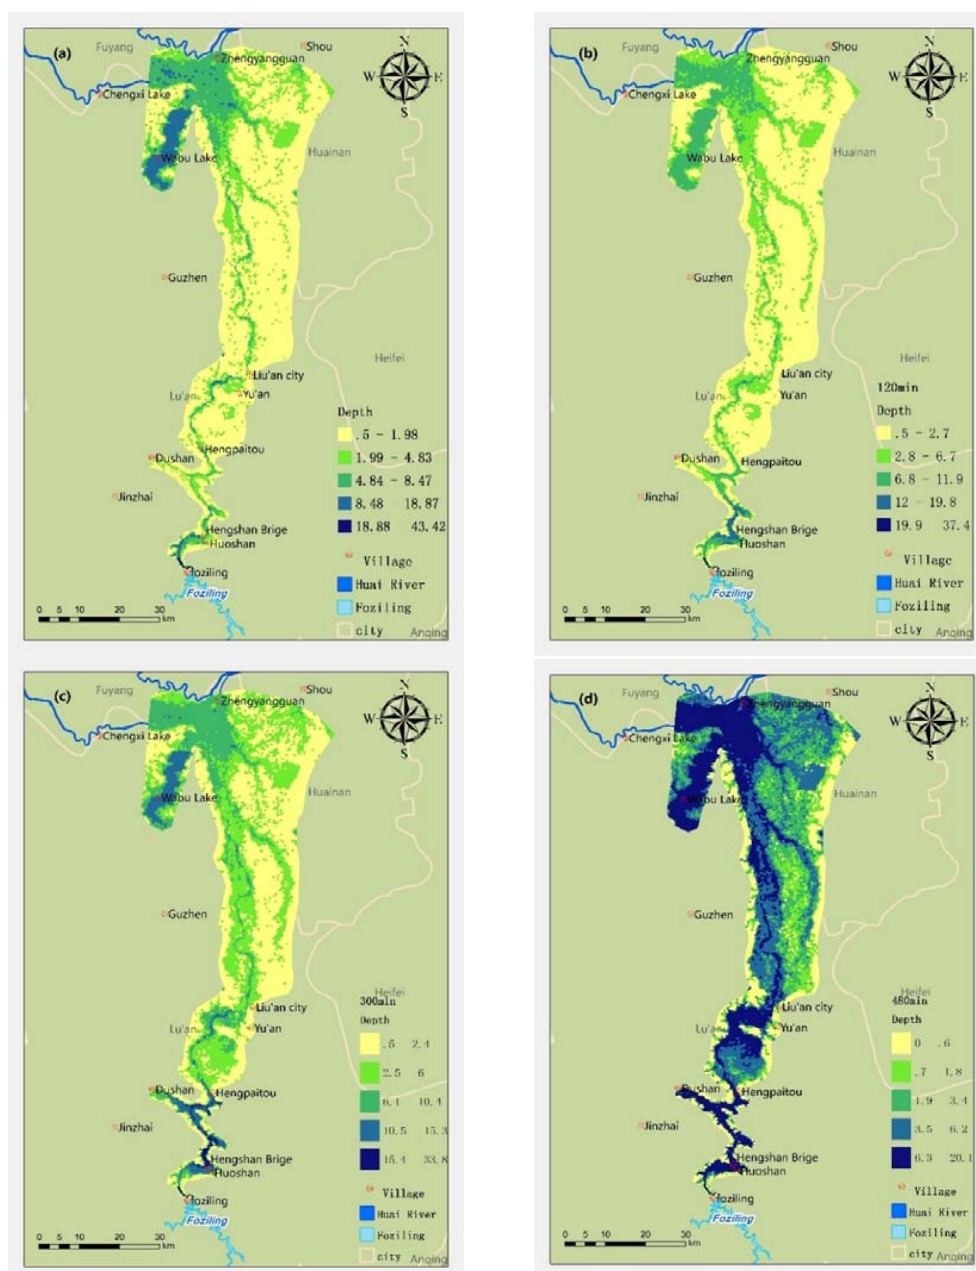 (a)
Fuyang
Shou
Zhengyangguan
N
W E
S
Chengxi Lake
Huainan
Wabu Lake
Guzhen
Heifei
Liu'an city
Lu'an
Yu'an
Depth
.5 - 1.98
1.99 - 4.83
4.84 - 8.47
8.48 - 18.87
18.88 43.42
Hengpaitou
Dushan
Jinzhai
Hengshan Brige
Huoshan
Village
foziling
Huai River
Foziling
Foziling
0 5 10 20 30
km
city
Anqing
(b)
Fuyang
Shou
Zhengyangguan
N
W E
S
Chengxi Lake
Huainan
Wabu Lake
Guzhen
Heifei
Liu'an city
Lu'an
Yu'an
120min
Depth
.5 - 2.7
2.8 - 6.7
6.8 - 11.9
12 - 19.8
19.9 37.4
Hengpaitou
Dushan
Jinzhai
Hengshan Brige
Huoshan
Village
foziling
Huai River
Foziling
Foziling
0 5 10 20 30
km
city
Anqing
(c)
Fuyang
Shou
Zhengyangguan
N
W E
S
Chengxi Lake
Huainan
Wabu Lake
Guzhen
Heifei
300min
Liu'an city
Lu'an
Yu'an
Depth
.5 2.4
2.5 6
6.1 10.4
10.5 15.3
15.4 33.8
Dushan
Hengpaitou
Jinzhai
Hengshan Brige
Huoshan
Village
foziling
Huai River
Foziling
Foziling
0 5 10 20 30
km
city
Anqing
(d)
Fuyang
Shou
Zhengyangguan
N
W E
S
Chengxi Lake
Huainan
Wabu Lake
Guzhen
Heifei
480min
Liu'an city
Lu'an
Yu'an
Depth
0 .6
.7 1.8
1.9 3.4
3.5 6.2
6.3 20.1
Dushan
Hengpaitou
Jinzhai
Hengshan Brige
Huoshan
Village
foziling
Huai River
Foziling
Foziling
0 5 10 20 30
km
city
Anqing